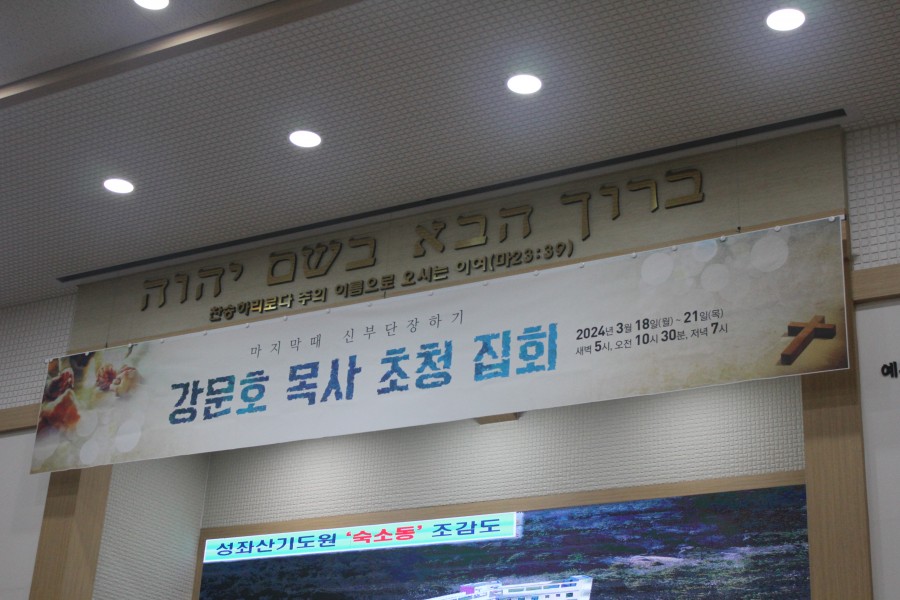 ברוך הבא בשם יהוה
찬송하리로다 주의 이름으로 오시는 이여(마23:39)
마지막때 신부단장하기
강문호 목사 초청 집회
2024년 3월 18일(월) ~ 21일(목)
새벽 5시, 오전 10시 30분, 저녁 7시
예
성좌산기도원 '숙소동' 조감도